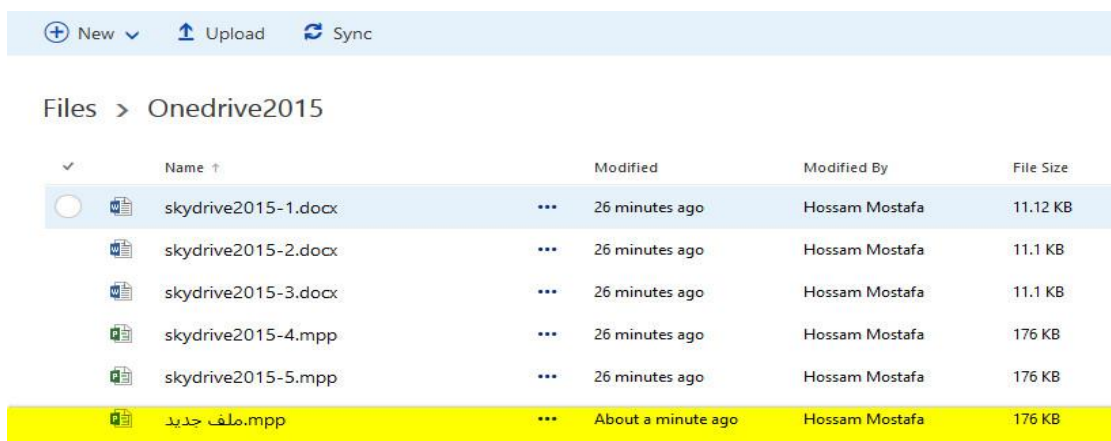 New Upload Sync
Files > Onedrive2015
Name Modified Modified By File Size
skydrive2015-1.docx ... 26 minutes ago Hossam Mostafa 11.12 KB
skydrive2015-2.docx ... 26 minutes ago Hossam Mostafa 11.1 KB
skydrive2015-3.docx ... 26 minutes ago Hossam Mostafa 11.1 KB
skydrive2015-4.mpp ... 26 minutes ago Hossam Mostafa 176 KB
skydrive2015-5.mpp ... 26 minutes ago Hossam Mostafa 176 KB
ملف جديد.mpp ... About a minute ago Hossam Mostafa 176 KB